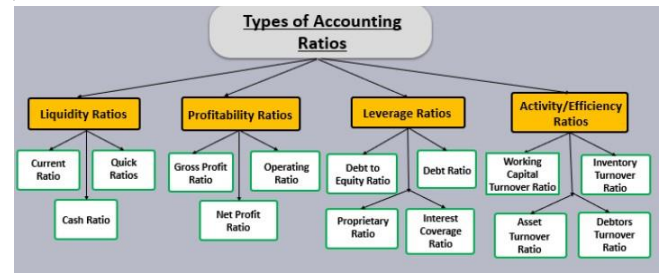 Types of Accounting
Ratios
Liquidity Ratios
Profitability Ratios
Leverage Ratios
Activity/Efficiency
Ratios
Current
Ratio
Quick
Ratios
Cash Ratio
Gross Profit
Ratio
Operating
Ratio
Net Profit
Ratio
Debt to
Equity Ratio
Debt Ratio
Proprietary
Ratio
Interest
Coverage
Ratio
Working
Capital
Turnover Ratio
Inventory
Turnover
Ratio
Asset
Turnover
Ratio
Debtors
Turnover
Ratio